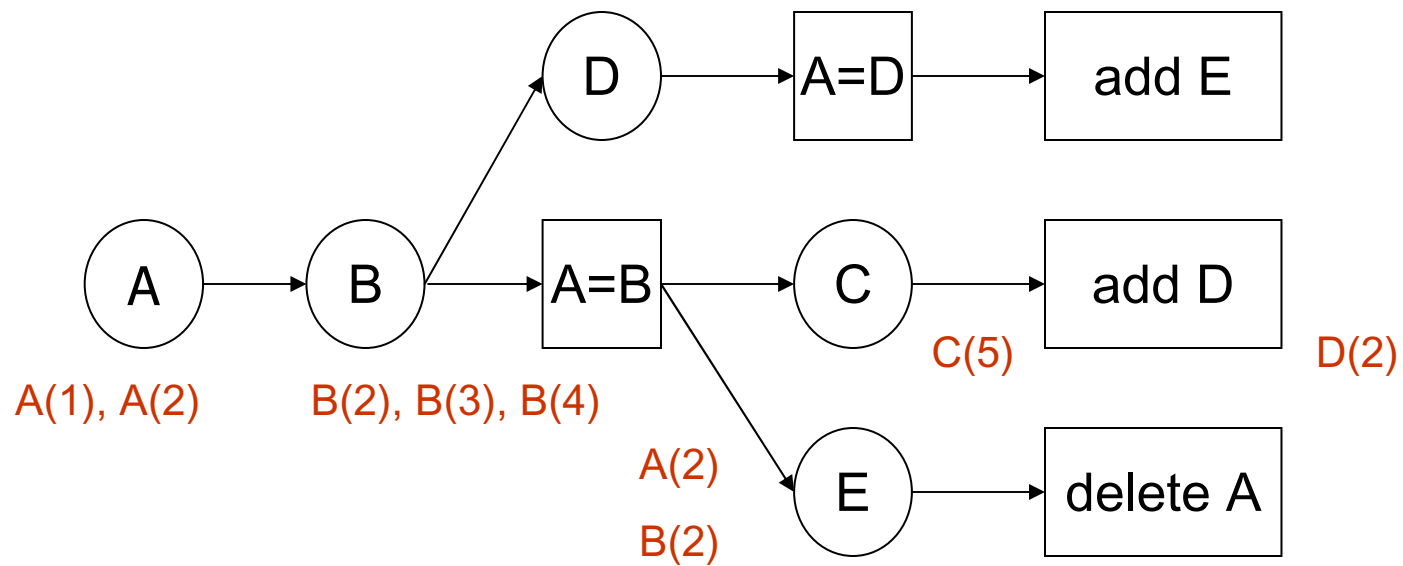 D A=D add E
A B A=B C add D
C(5) D(2)
A(1), A(2) B(2), B(3), B(4)
A(2)
E delete A
B(2)